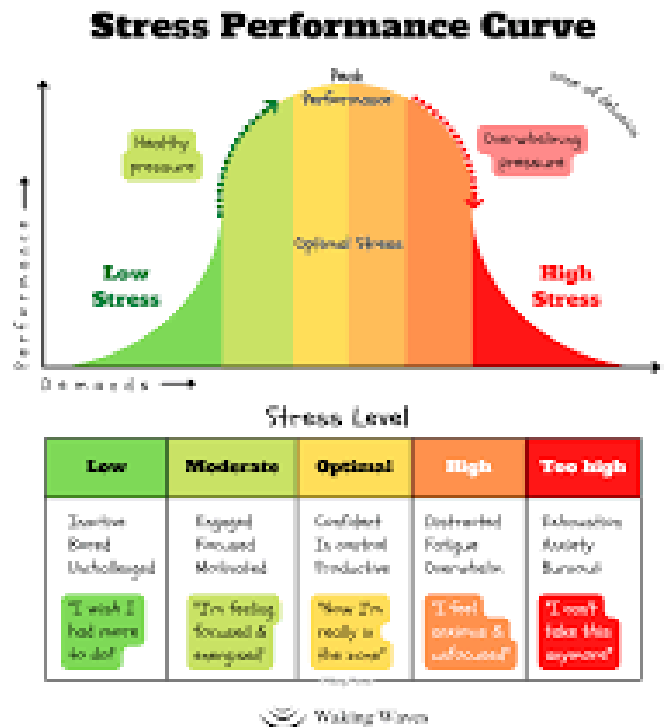 Stress Performance Curve
Peak
Performance
Healthy
pressure
Overwhelming
pressure
Optimal Stress
Low
Stress
High
Stress
Performance
Demands
Stress Level
Low
Moderate
Optimal
High
Too high
Inactive
Bored
Unchallenged
Engaged
Focused
Motivated
Confident
In control
Productive
Distracted
Fatigue
Overwhelm
Exhaustion
Anxiety
Burnout
"I wish I
had more
to do"
"I'm feeling
focused &
energised"
"Now I'm
really in
the zone"
"I feel
anxious &
unfocused"
"I can't
take this
anymore"
Waking Waves